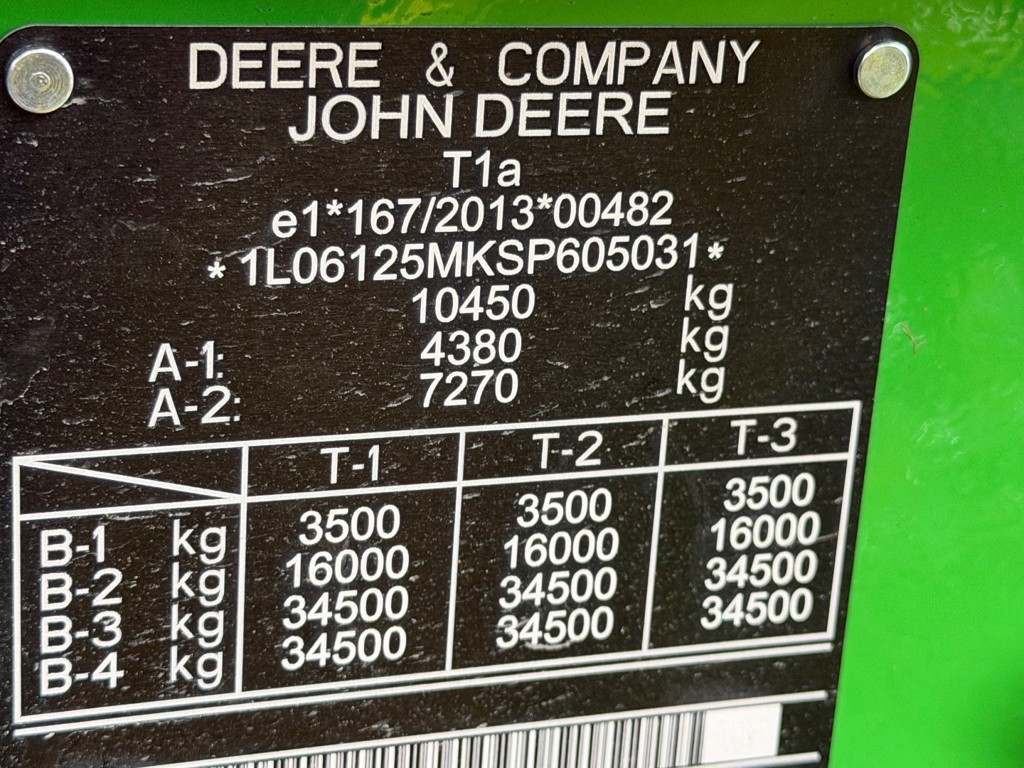 DEERE & COMPANY
JOHN DEERE
T1a
e1*167/2013*00482
*1L06125MKSP605031*
10450 kg
A-1: 4380 kg
A-2: 7270 kg
T-1 T-2 T-3
B-1 kg 3500 3500 3500
B-2 kg 16000 16000 16000
B-3 kg 34500 34500 34500
B-4 kg 34500 34500 34500